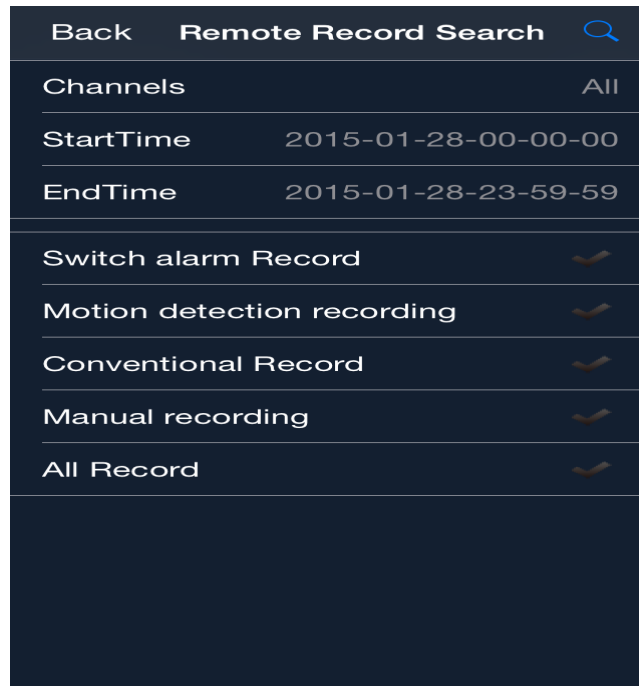 Back Remote Record Search
Channels All
StartTime 2015-01-28-00-00-00
EndTime 2015-01-28-23-59-59
Switch alarm Record
Motion detection recording
Conventional Record
Manual recording
All Record